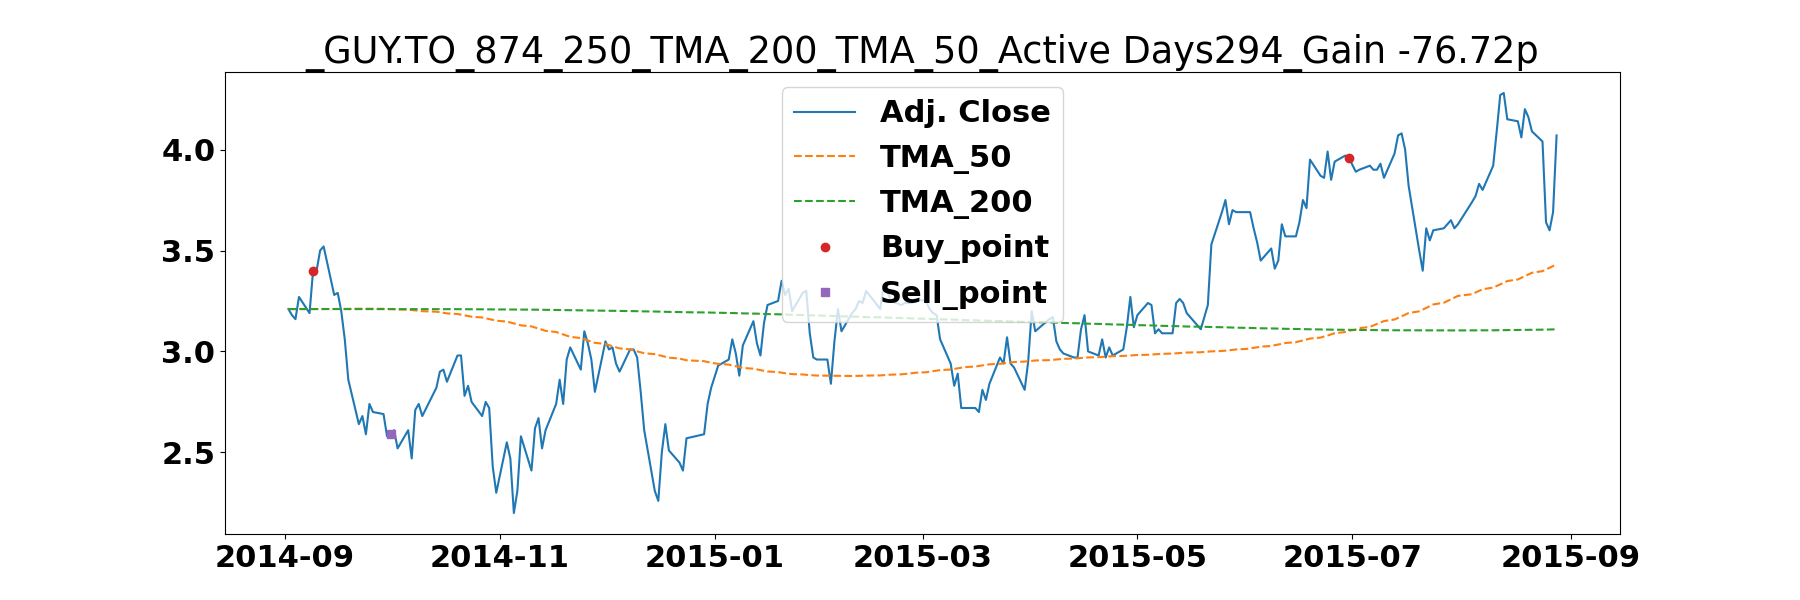 _GUY.TO_874_250_TMA_200_TMA_50_Active Days294_Gain -76.72p
Adj. Close
TMA_50
TMA_200
Buy_point
Sell_point
4.0
3.5
3.0
2.5
2014-09 2014-11 2015-01 2015-03 2015-05 2015-07 2015-09